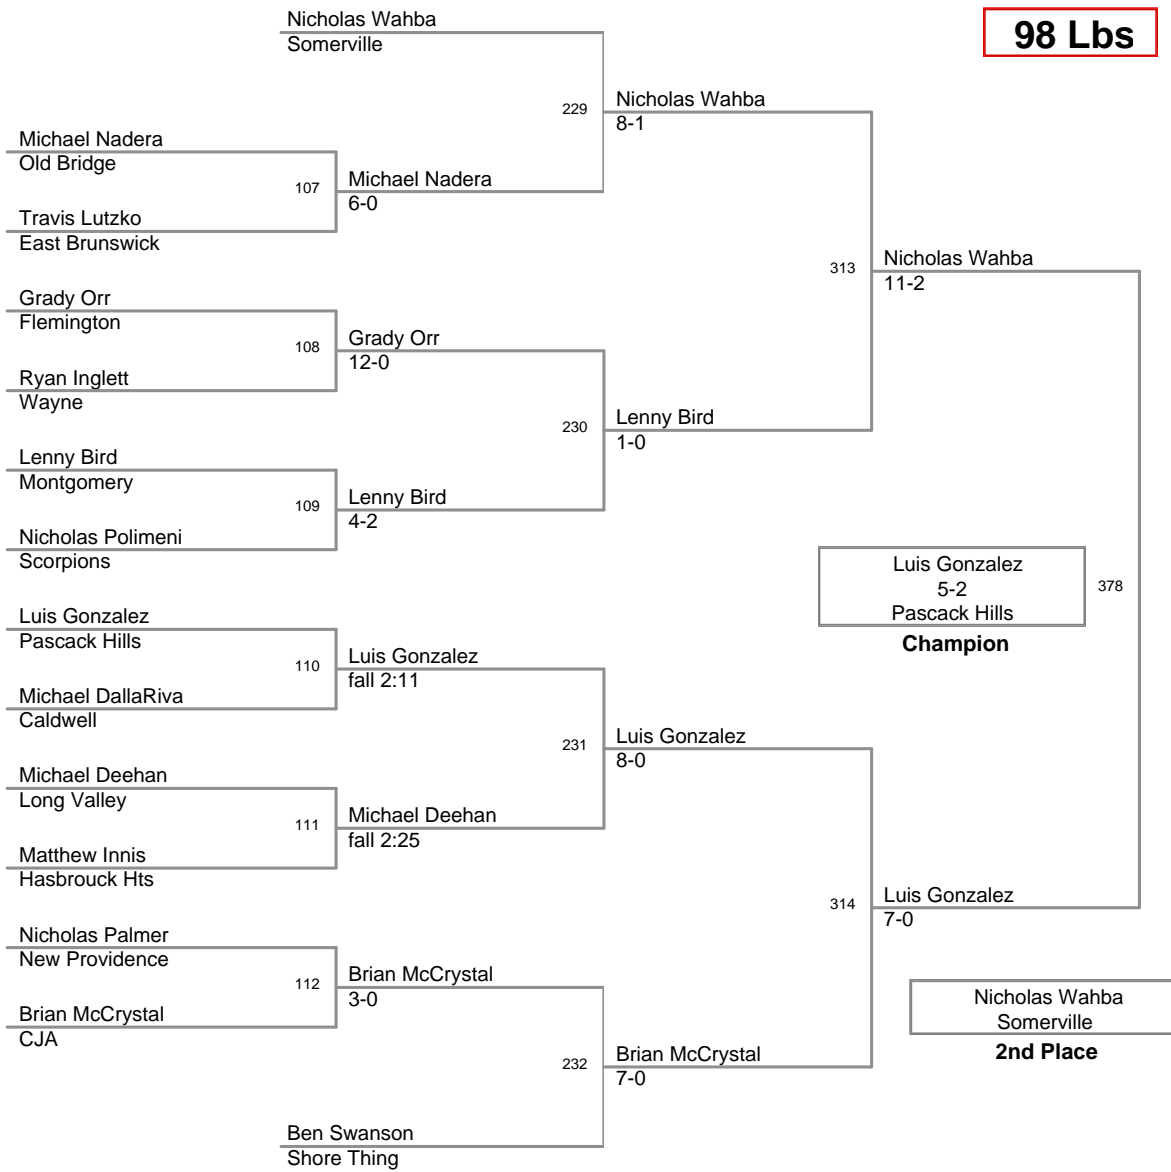 Nicholas Wahba
Somerville
98 Lbs
229
Nicholas Wahba
8-1
Michael Nadera
Old Bridge
107
Michael Nadera
6-0
Travis Lutzko
East Brunswick
313
Nicholas Wahba
11-2
Grady Orr
Flemington
108
Grady Orr
12-0
Ryan Inglett
Wayne
230
Lenny Bird
1-0
Lenny Bird
Montgomery
109
Lenny Bird
4-2
Nicholas Polimeni
Scorpions
Luis Gonzalez
5-2
Pascack Hills
378
Champion
Luis Gonzalez
Pascack Hills
110
Luis Gonzalez
fall 2:11
Michael DallaRiva
Caldwell
231
Luis Gonzalez
8-0
Michael Deehan
Long Valley
111
Michael Deehan
fall 2:25
Matthew Innis
Hasbrouck Hts
314
Luis Gonzalez
7-0
Nicholas Palmer
New Providence
112
Brian McCrystal
3-0
Brian McCrystal
CJA
Nicholas Wahba
Somerville
2nd Place
232
Brian McCrystal
7-0
Ben Swanson
Shore Thing